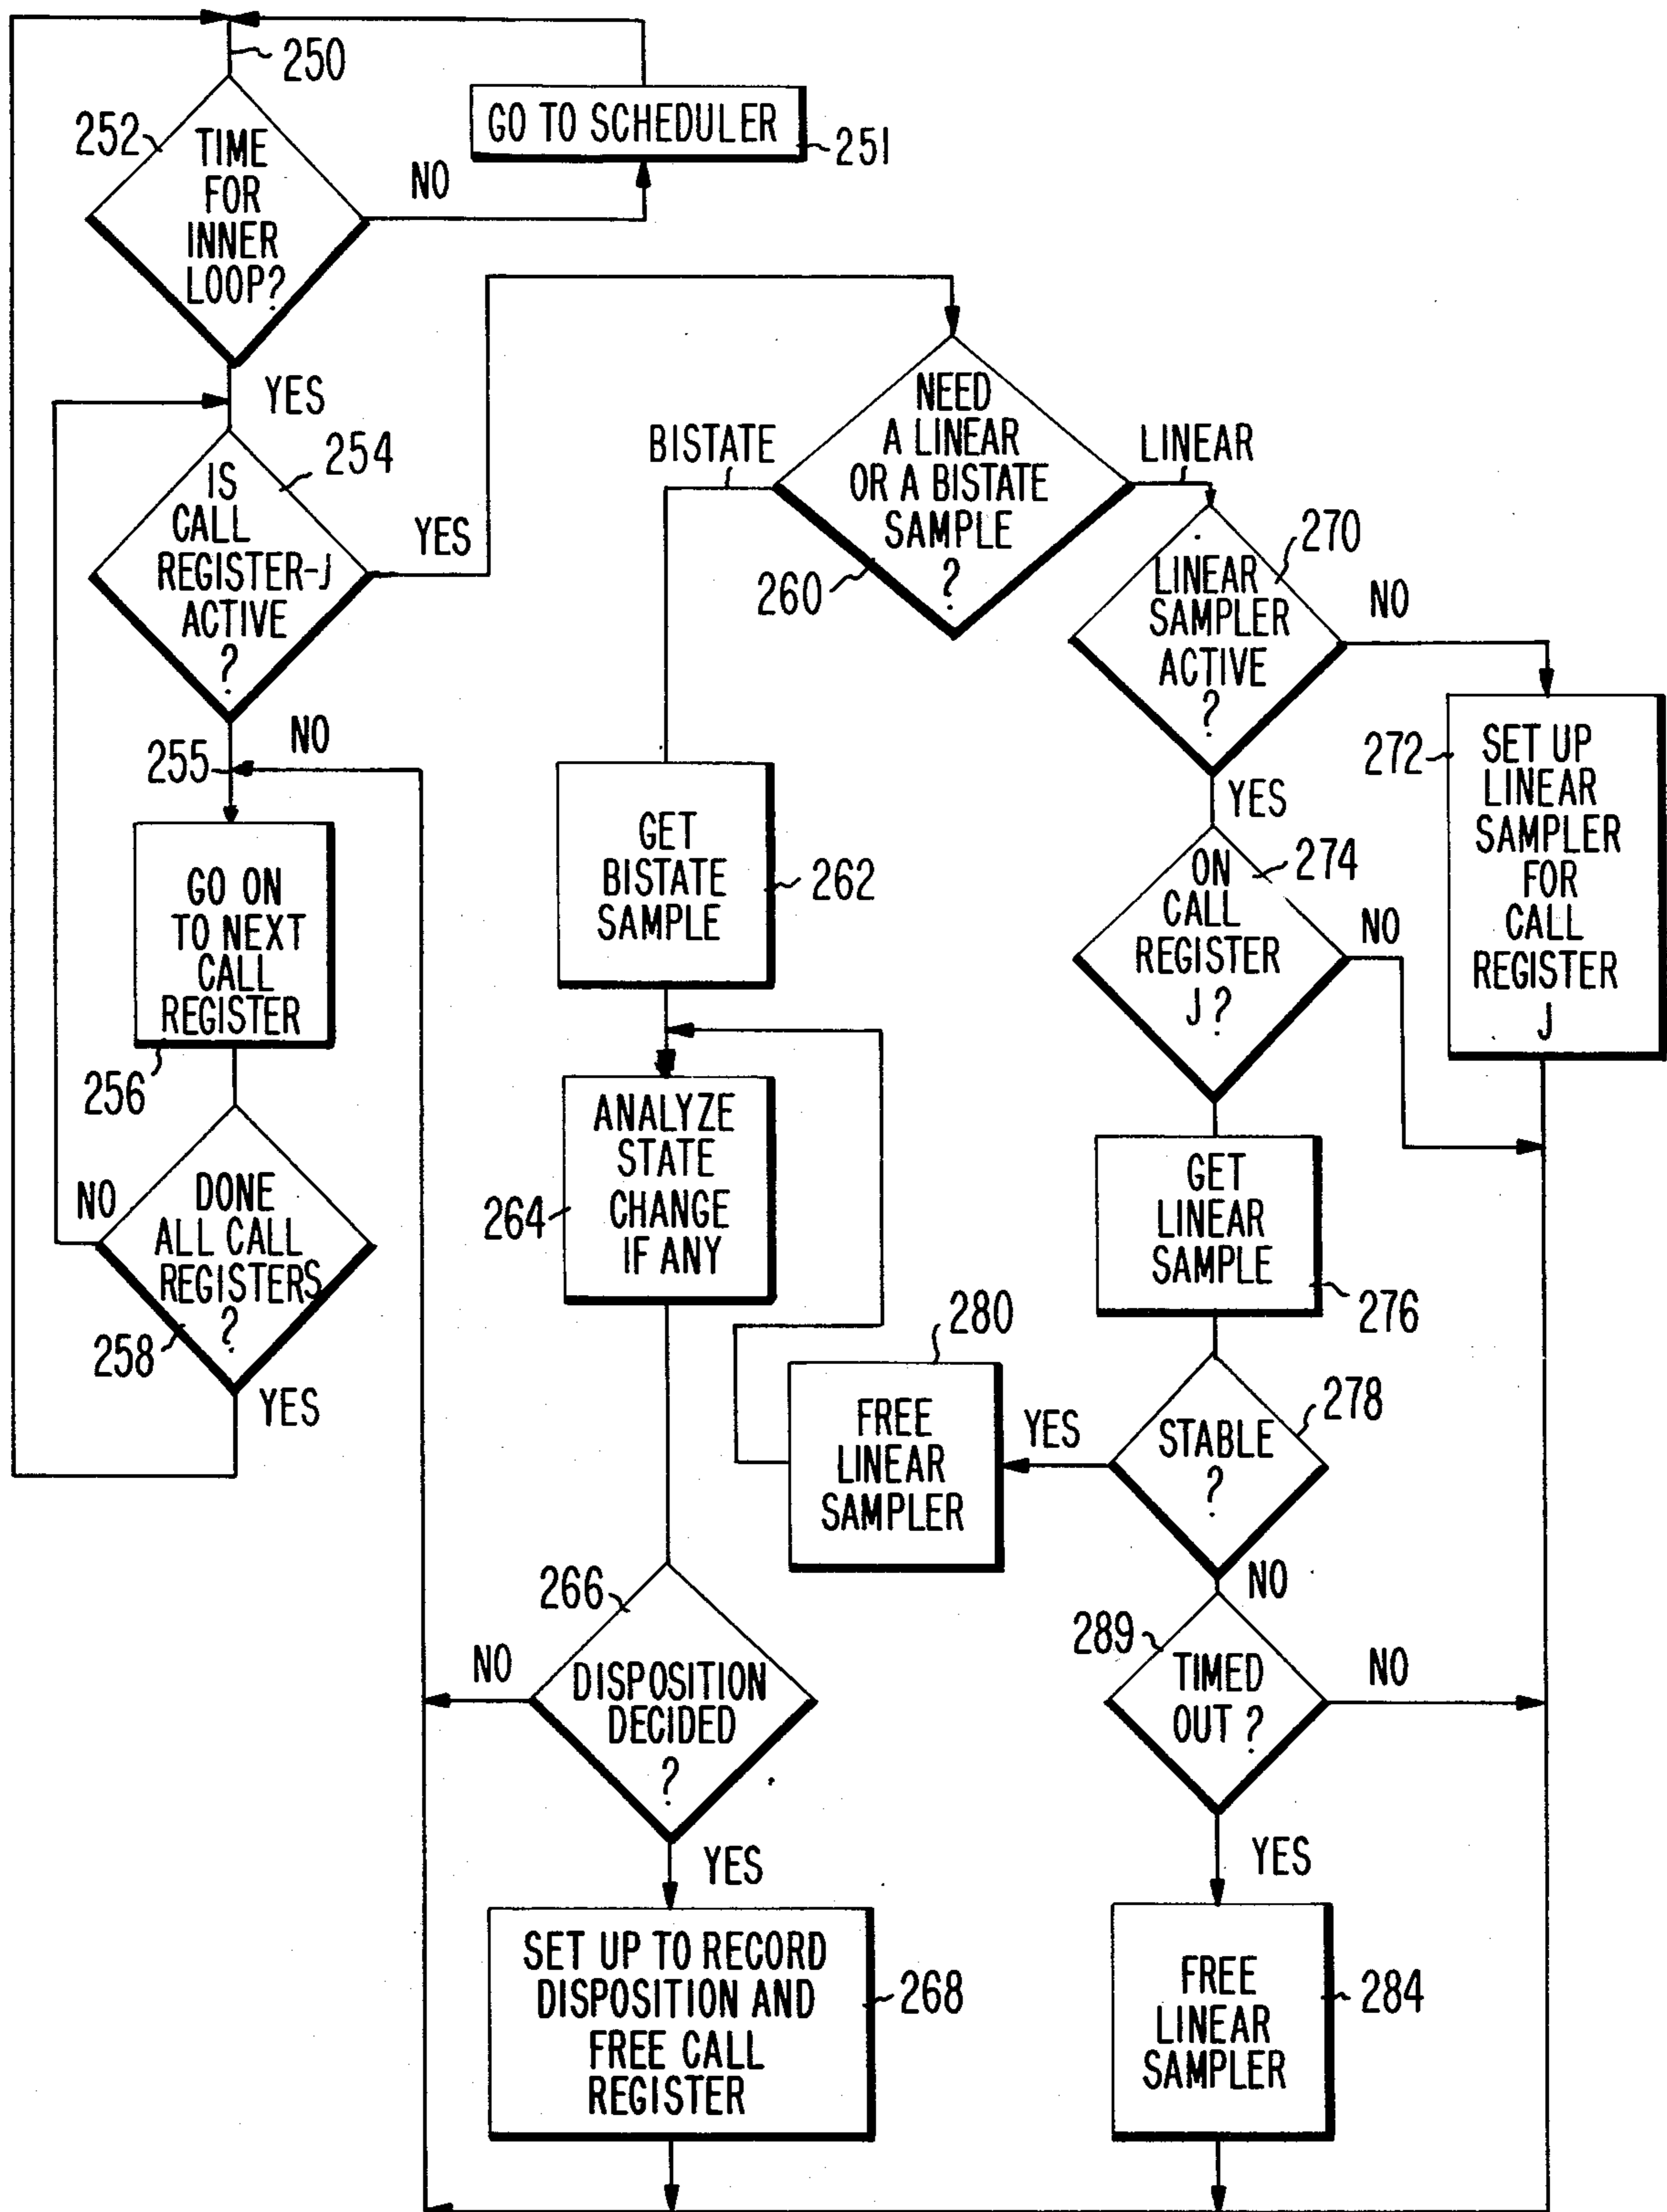 250
252
TIME
FOR
INNER
LOOP?
GO TO SCHEDULER
251
NO
YES
254
IS
CALL
REGISTER-J
ACTIVE
?
YES
NO
255
GO ON
TO NEXT
CALL
REGISTER
256
NO
DONE
ALL CALL
REGISTERS
?
258
YES
NEED
A LINEAR
OR A BISTATE
SAMPLE
?
260
BISTATE
LINEAR
GET
BISTATE
SAMPLE
262
ANALYZE
STATE
CHANGE
IF ANY
264
266
DISPOSITION
DECIDED
?
NO
YES
SET UP TO RECORD
DISPOSITION AND
FREE CALL
REGISTER
268
270
LINEAR
SAMPLER
ACTIVE
?
NO
YES
272
SET UP
LINEAR
SAMPLER
FOR
CALL
REGISTER
J
274
ON
CALL
REGISTER
J ?
NO
GET
LINEAR
SAMPLE
276
278
STABLE
?
YES
NO
280
FREE
LINEAR
SAMPLER
289
TIMED
OUT ?
NO
YES
FREE
LINEAR
SAMPLER
284